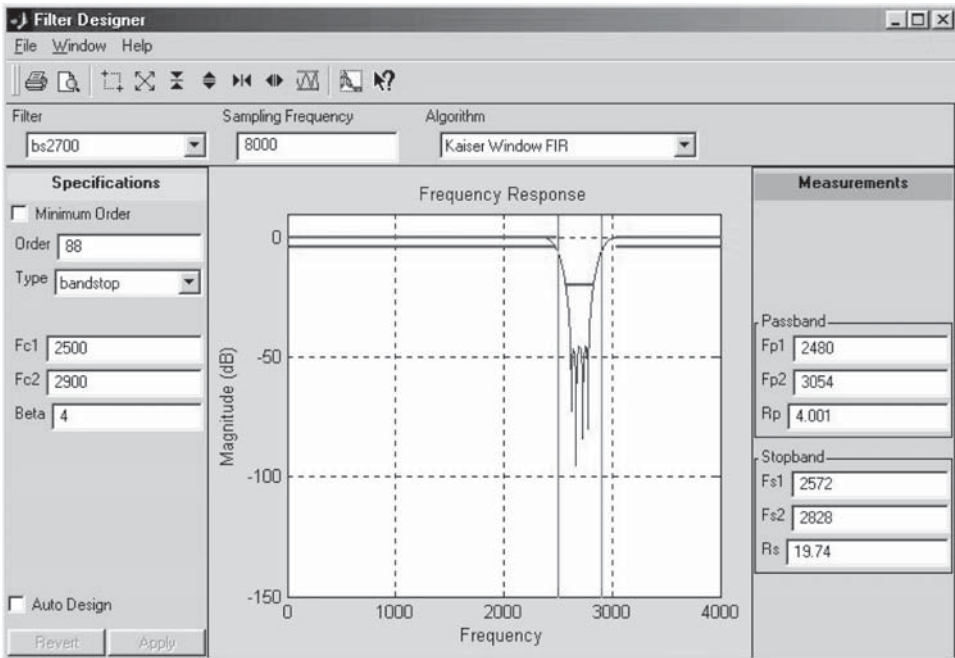 Filter Designer
File Window Help
Filter
Sampling Frequency
Algorithm
bs2700
8000
Kaiser Window FIR
Specifications
Minimum Order
Order 88
Type bandstop
Fc1 2500
Fc2 2900
Beta 4
Auto Design
Revert Apply
Frequency Response
Magnitude (dB)
0
-50
-100
-150
0 1000 2000 3000 4000
Frequency
Measurements
Passband
Fp1 2480
Fp2 3054
Rp 4.001
Stopband
Fs1 2572
Fs2 2828
Rs 19.74